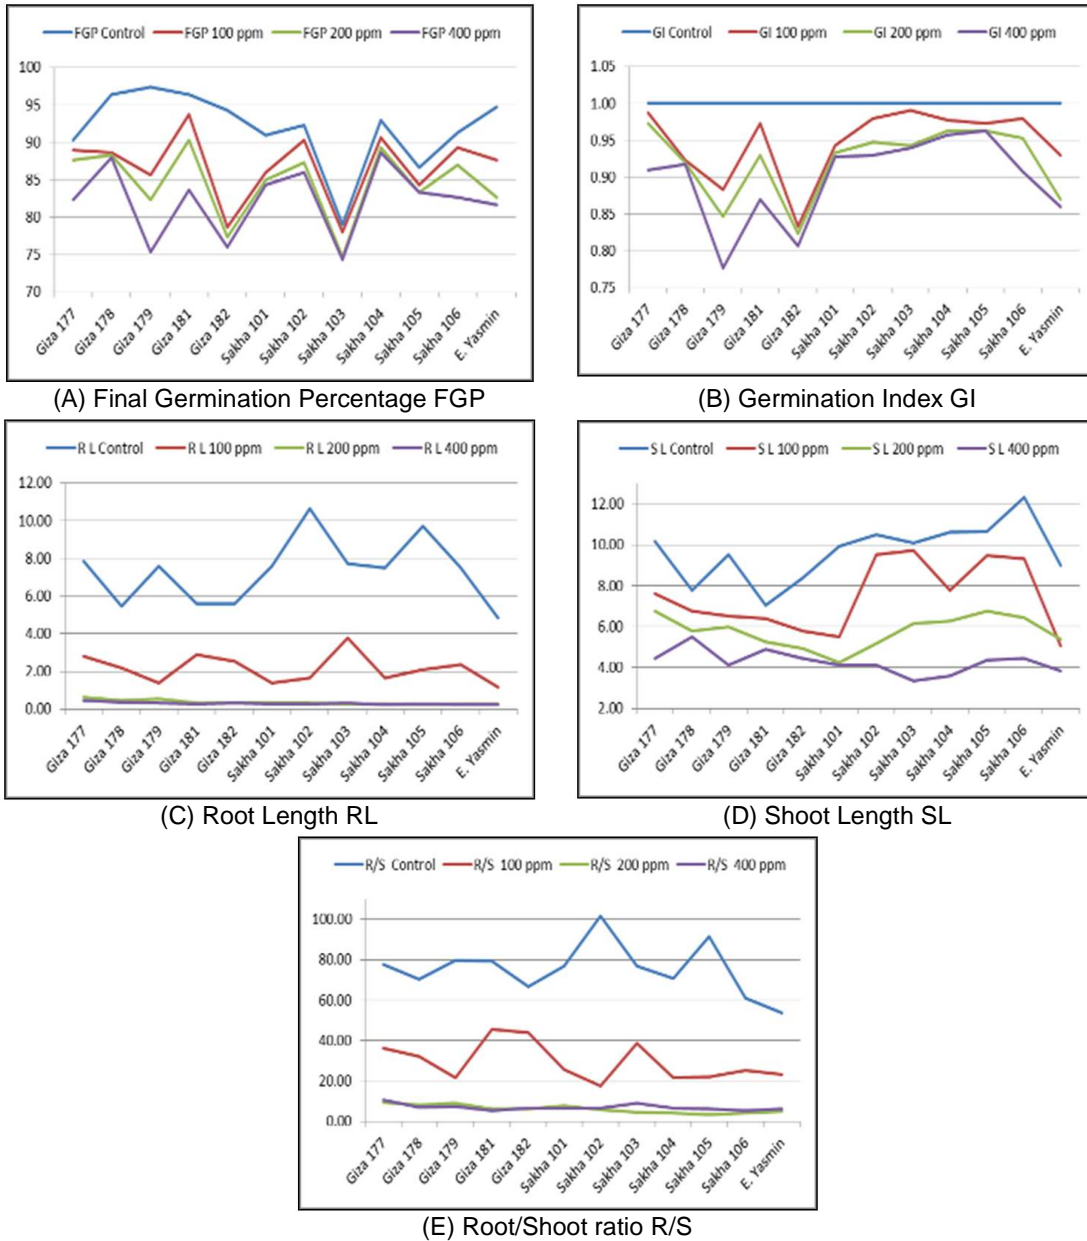 FGP Control FGP 100 ppm FGP 200 ppm FGP 400 ppm
100
95
90
85
80
75
70
Giza 177
Giza 178
Giza 179
Giza 181
Giza 182
Sakha 101
Sakha 102
Sakha 103
Sakha 104
Sakha 105
Sakha 106
E. Yasmin
(A) Final Germination Percentage FGP
GI Control GI 100 ppm GI 200 ppm GI 400 ppm
1.05
1.00
0.95
0.90
0.85
0.80
0.75
Giza 177
Giza 178
Giza 179
Giza 181
Giza 182
Sakha 101
Sakha 102
Sakha 103
Sakha 104
Sakha 105
Sakha 106
E. Yasmin
(B) Germination Index GI
R L Control R L 100 ppm R L 200 ppm R L 400 ppm
12.00
10.00
8.00
6.00
4.00
2.00
0.00
Giza 177
Giza 178
Giza 179
Giza 181
Giza 182
Sakha 101
Sakha 102
Sakha 103
Sakha 104
Sakha 105
Sakha 106
E. Yasmin
(C) Root Length RL
S L Control S L 100 ppm S L 200 ppm S L 400 ppm
12.00
10.00
8.00
6.00
4.00
2.00
Giza 177
Giza 178
Giza 179
Giza 181
Giza 182
Sakha 101
Sakha 102
Sakha 103
Sakha 104
Sakha 105
Sakha 106
E. Yasmin
(D) Shoot Length SL
R/S Control R/S 100 ppm R/S 200 ppm R/S 400 ppm
100.00
80.00
60.00
40.00
20.00
0.00
Giza 177
Giza 178
Giza 179
Giza 181
Giza 182
Sakha 101
Sakha 102
Sakha 103
Sakha 104
Sakha 105
Sakha 106
E. Yasmin
(E) Root/Shoot ratio R/S